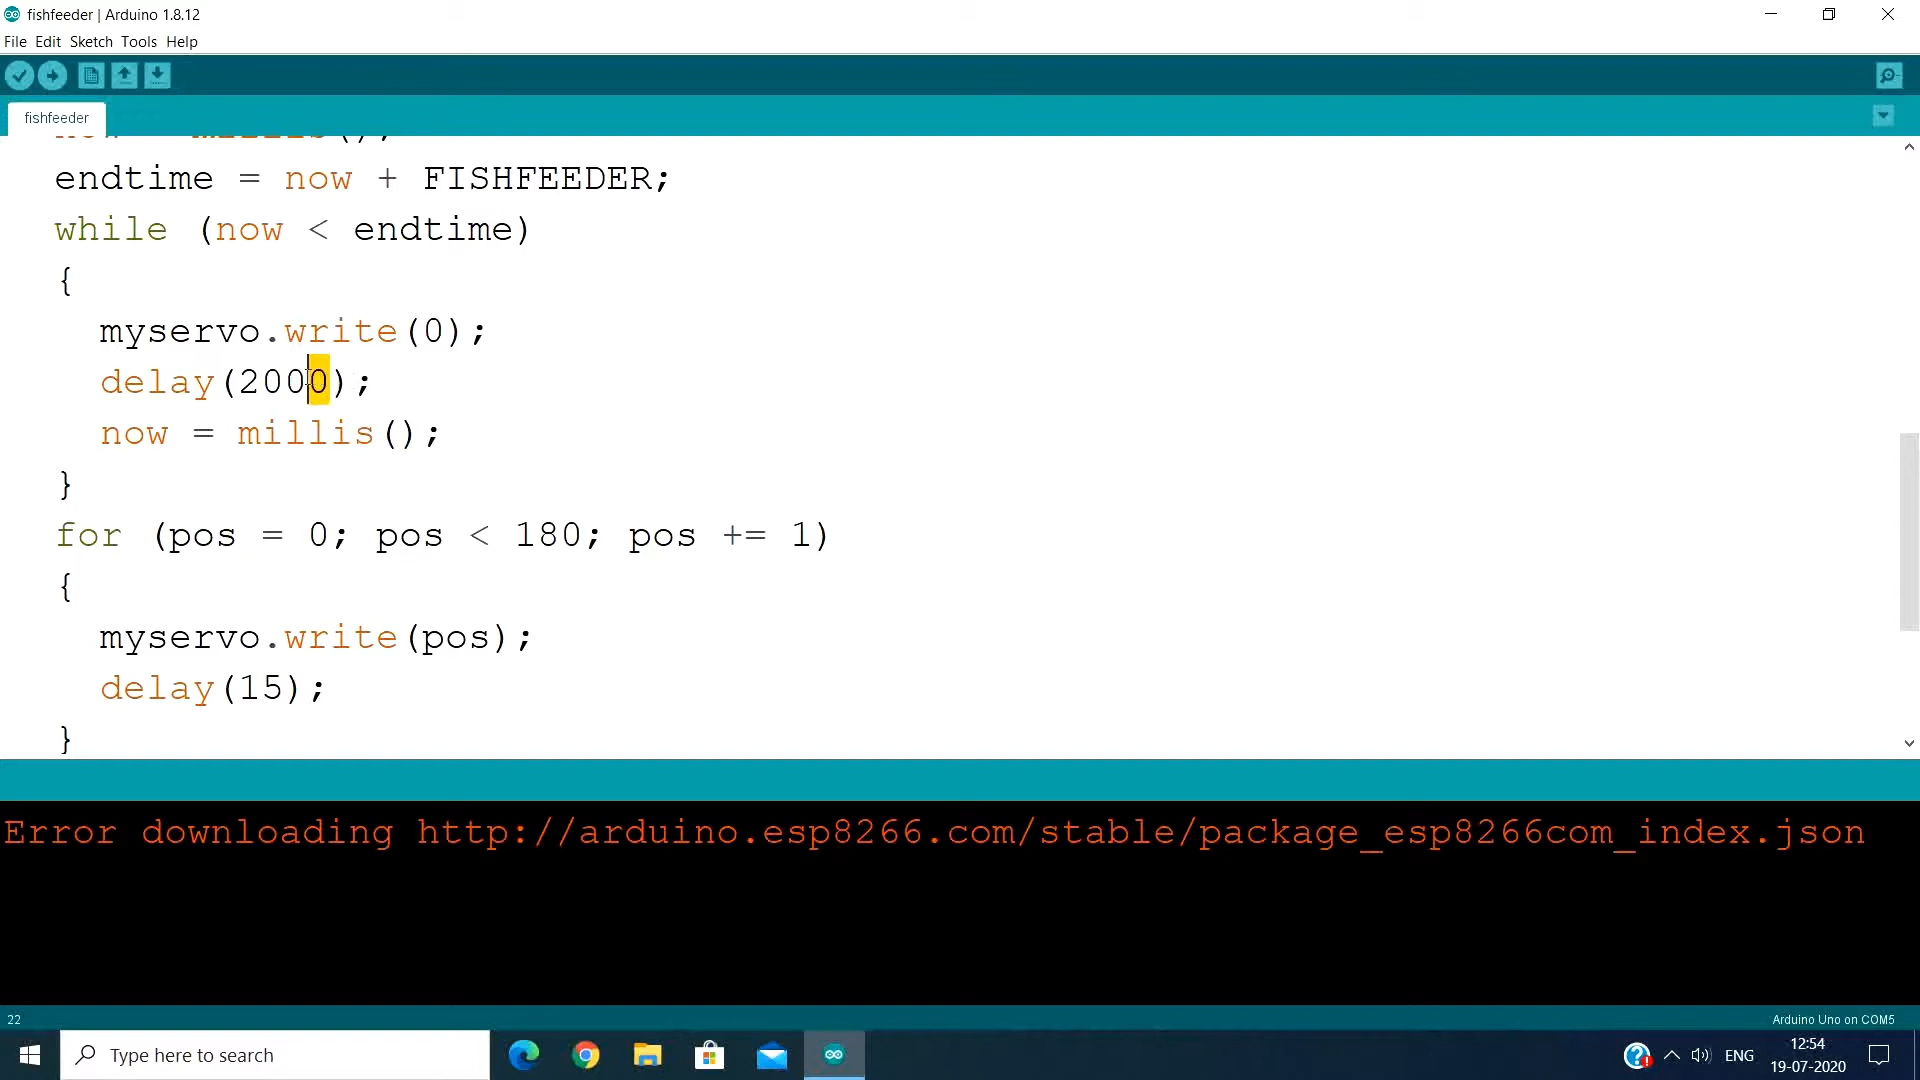 fishfeeder | Arduino 1.8.12
File Edit Sketch Tools Help
fishfeeder
now = millis();
endtime = now + FISHFEEDER;
while (now < endtime)
{
myservo.write(0);
delay(2000);
now = millis();
}
for (pos = 0; pos < 180; pos += 1)
{
myservo.write(pos);
delay(15);
}
Error downloading http://arduino.esp8266.com/stable/package_esp8266com_index.json
22
Arduino Uno on COM5
Type here to search
ENG
12:54
19-07-2020